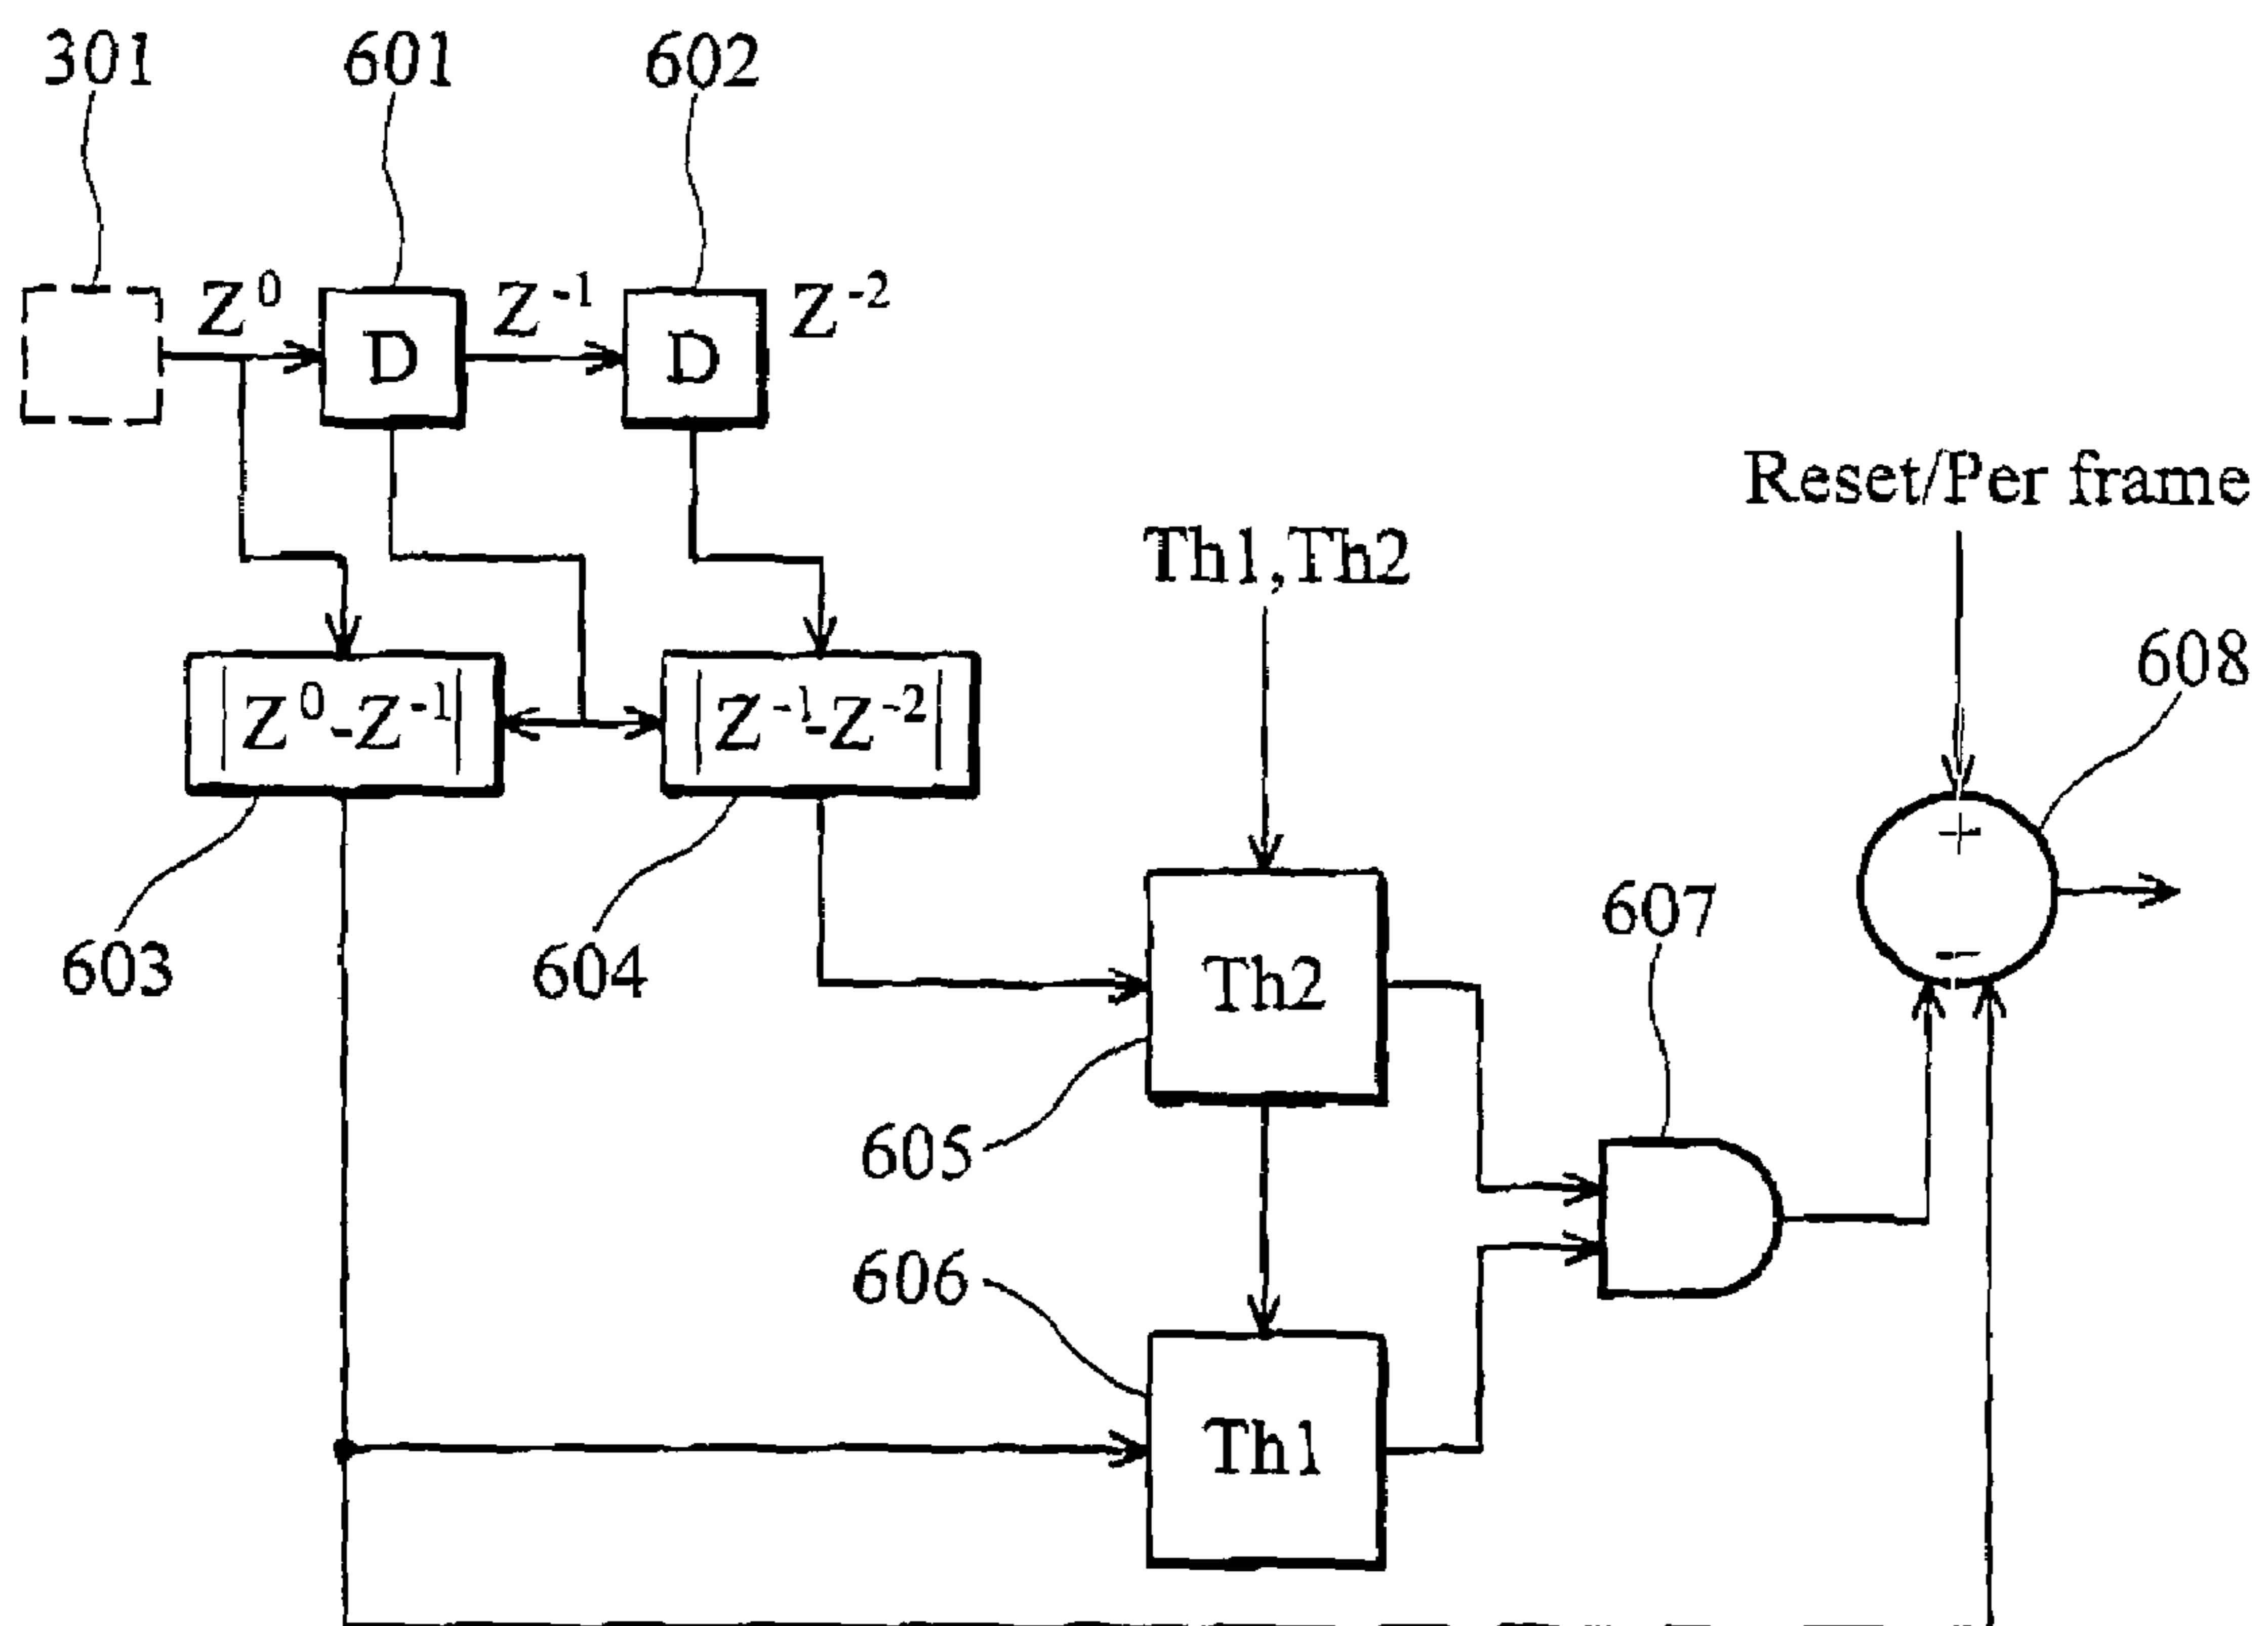 301 601 602
Z⁰ D Z⁻¹ D Z⁻²
Reset/Per frame
Th1,Th2
608
|Z⁰-Z⁻¹| |Z⁻¹-Z⁻²|
+
607
603 604 Th2 -
605
606
Th1